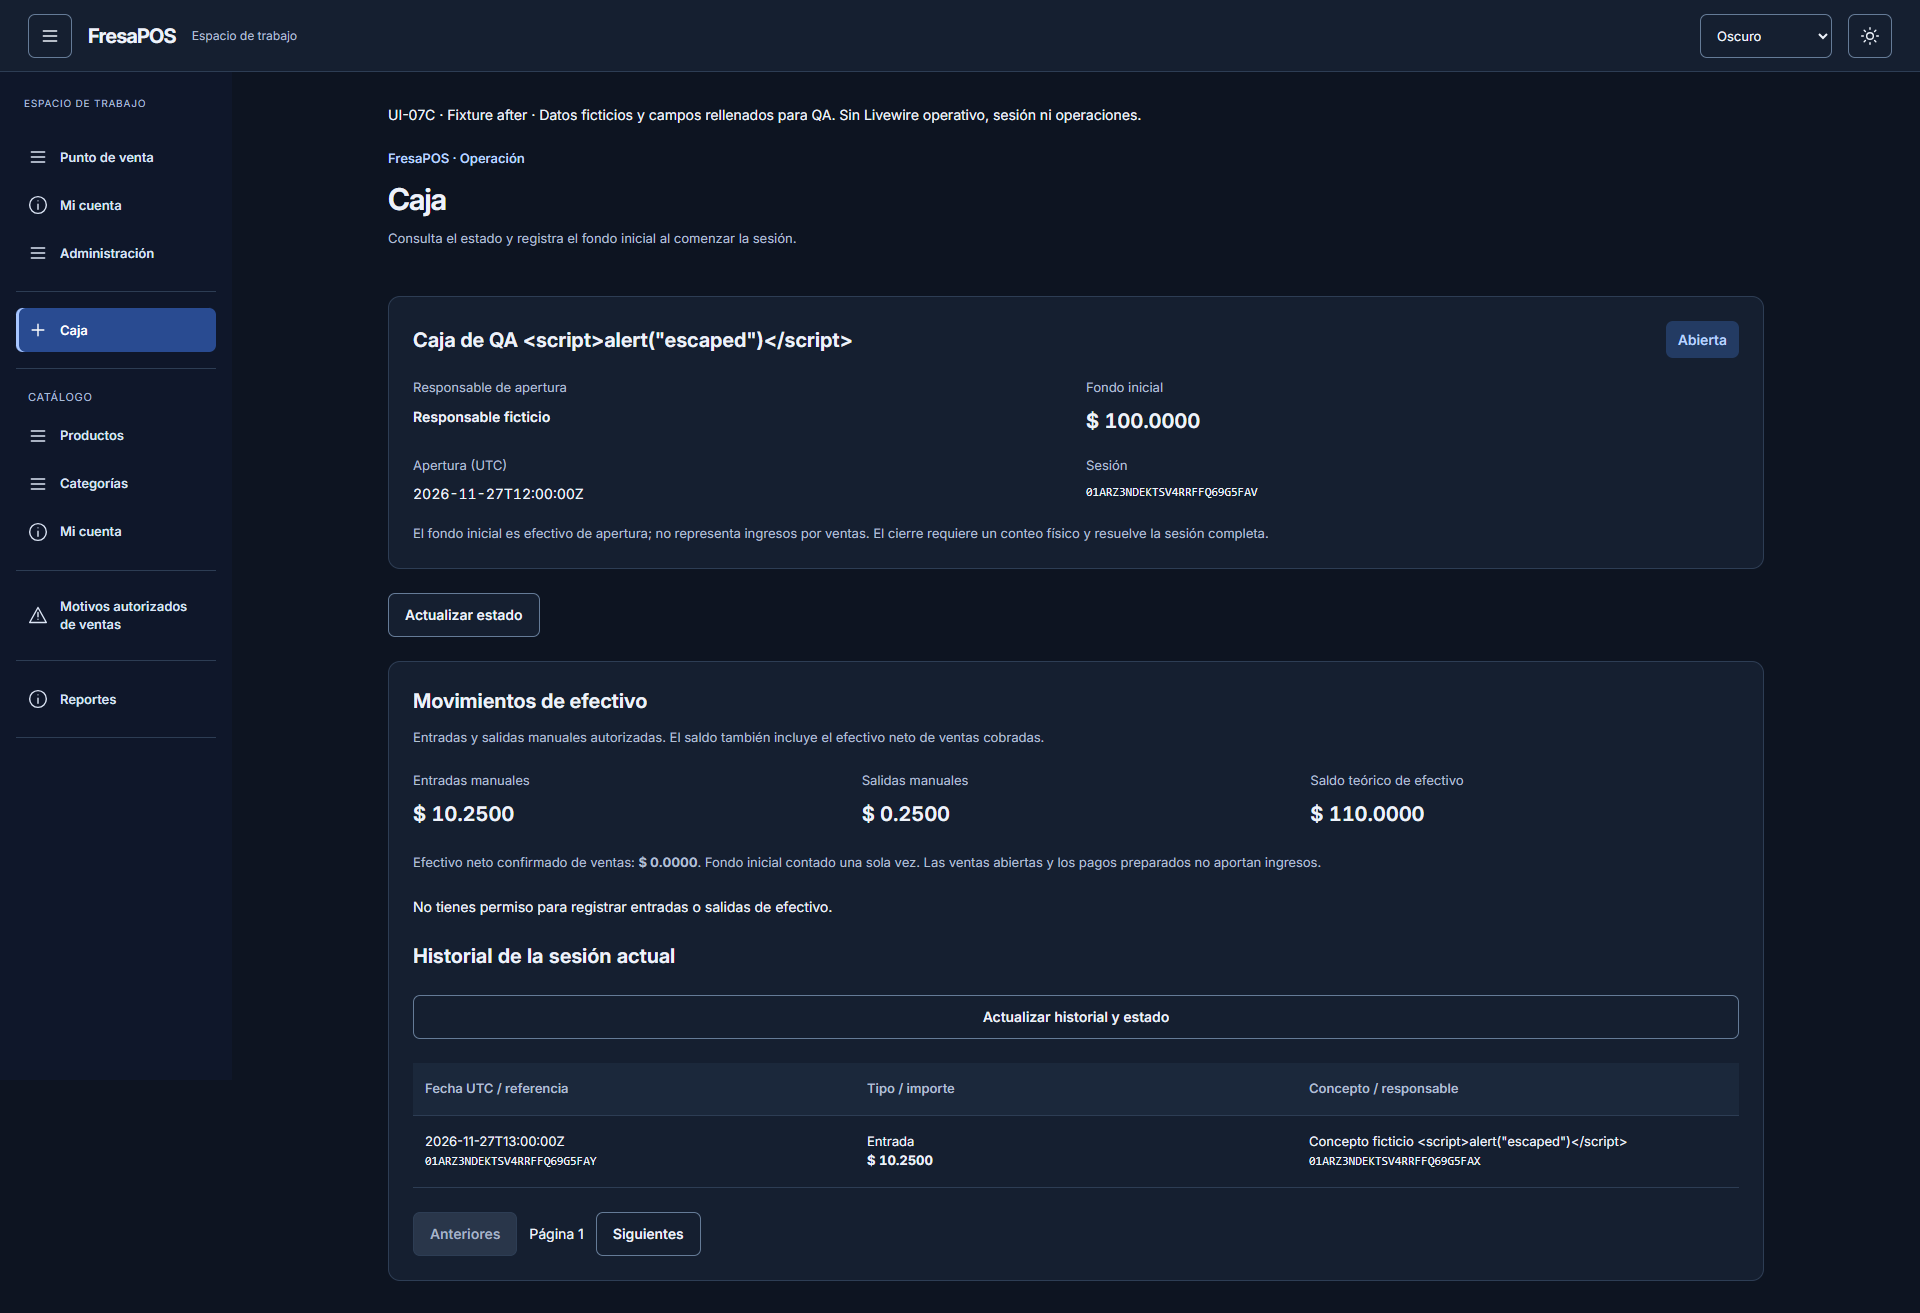 FresaPOS
Espacio de trabajo
Oscuro
ESPACIO DE TRABAJO
Punto de venta
Mi cuenta
Administración
Caja
CATÁLOGO
Productos
Categorías
Mi cuenta
Motivos autorizados
de ventas
Reportes
UI-07C · Fixture after · Datos ficticios y campos rellenados para QA. Sin Livewire operativo, sesión ni operaciones.
FresaPOS · Operación
Caja
Consulta el estado y registra el fondo inicial al comenzar la sesión.
Caja de QA <script>alert("escaped")</script>
Abierta
Responsable de apertura
Responsable ficticio
Fondo inicial
$ 100.0000
Apertura (UTC)
2026-11-27T12:00:00Z
Sesión
01ARZ3NDEKTSV4RRFFQ69G5FAV
El fondo inicial es efectivo de apertura; no representa ingresos por ventas. El cierre requiere un conteo físico y resuelve la sesión completa.
Actualizar estado
Movimientos de efectivo
Entradas y salidas manuales autorizadas. El saldo también incluye el efectivo neto de ventas cobradas.
Entradas manuales
$ 10.2500
Salidas manuales
$ 0.2500
Saldo teórico de efectivo
$ 110.0000
Efectivo neto confirmado de ventas: $ 0.0000. Fondo inicial contado una sola vez. Las ventas abiertas y los pagos preparados no aportan ingresos.
No tienes permiso para registrar entradas o salidas de efectivo.
Historial de la sesión actual
Actualizar historial y estado
Fecha UTC / referencia
Tipo / importe
Concepto / responsable
2026-11-27T13:00:00Z
01ARZ3NDEKTSV4RRFFQ69G5FAY
Entrada
$ 10.2500
Concepto ficticio <script>alert("escaped")</script>
01ARZ3NDEKTSV4RRFFQ69G5FAX
Anteriores
Página 1
Siguientes